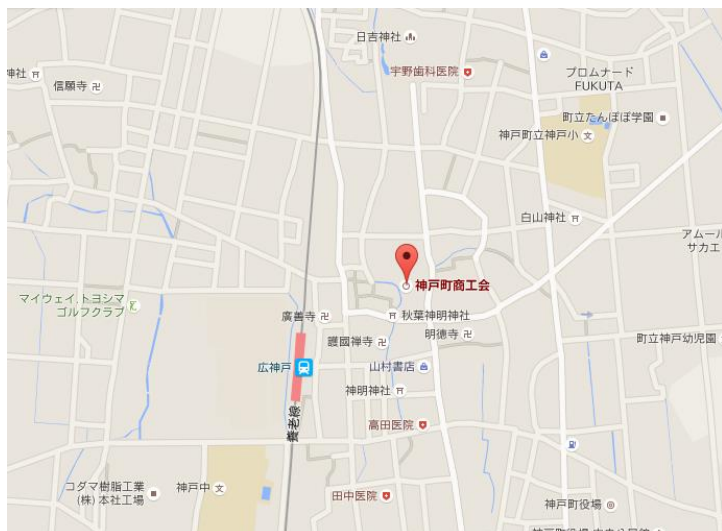 日吉神社
宇野歯科医院
プロムナード
FUKUTA
神社
信願寺
町立たんぽぽ学園
神戸町立神戸小
白山神社
アムール
サカエ
神戸町商工会
マイウェイ.トヨシマ
ゴルフクラブ
廣善寺
秋葉神明神社
護國禅寺
明徳寺
町立神戸幼児園
広神戸
山村書店
神明神社
養老線
高田医院
コダマ樹脂工業
(株) 本社工場
神戸中
田中医院
神戸町役場